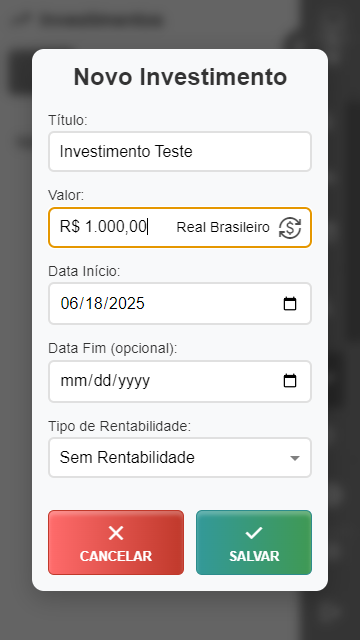 Novo Investimento
Título:
Investimento Teste
Valor:
R$ 1.000,00 Real Brasileiro
Data Início:
06/18/2025
Data Fim (opcional):
mm/dd/yyyy
Tipo de Rentabilidade:
Sem Rentabilidade
CANCELAR SALVAR